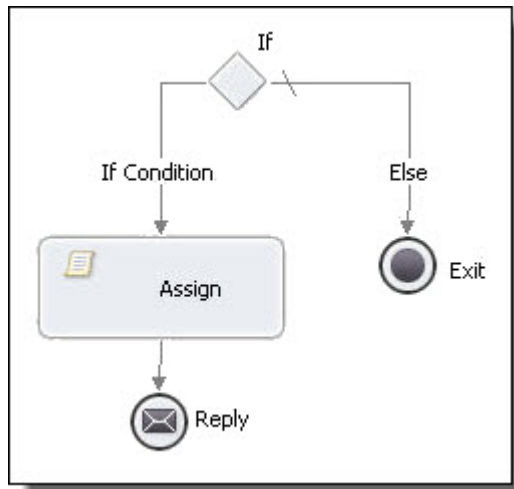 If
If Condition
Else
Assign
Exit
Reply